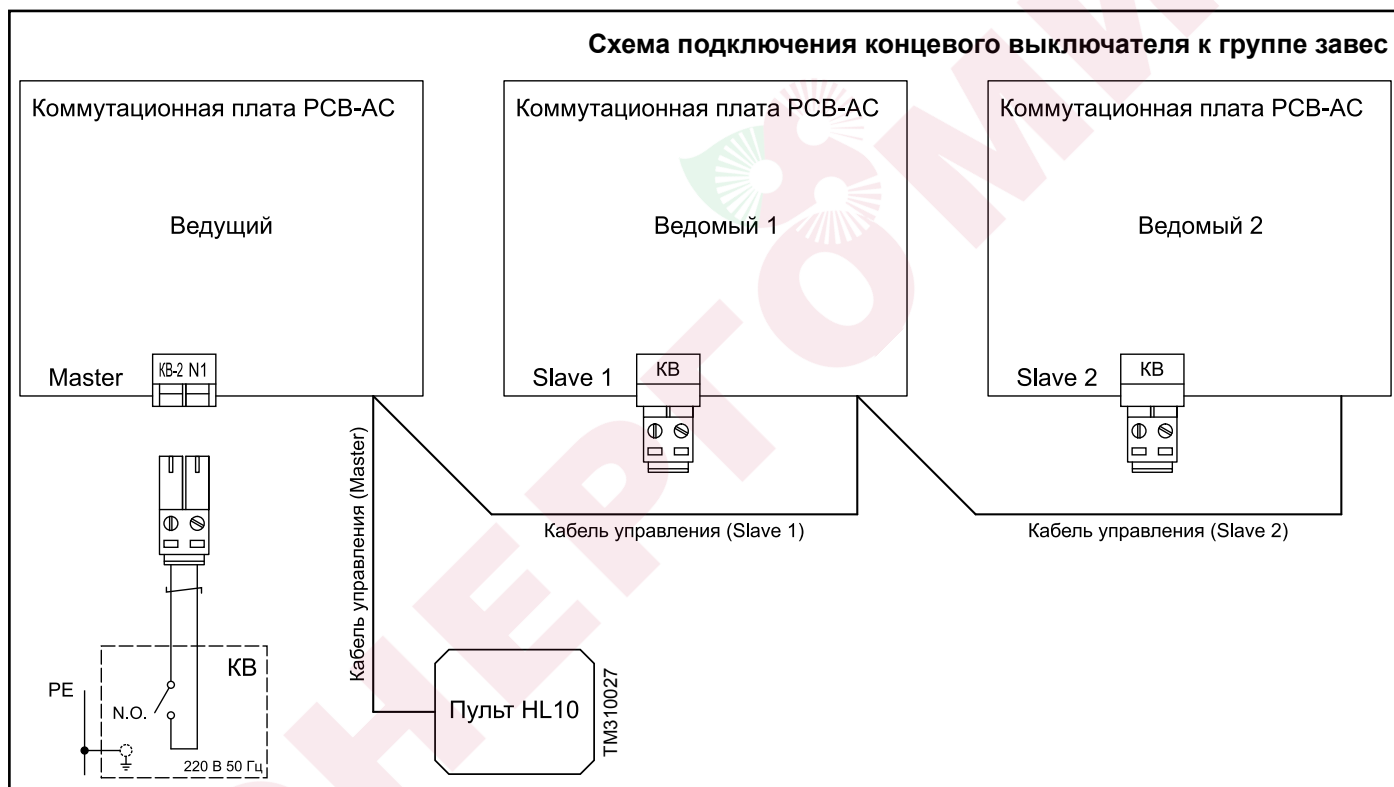 Схема подключения концевого выключателя к группе завес
Коммутационная плата PCB-AC
Ведущий
Master
КВ-2 N1
Коммутационная плата PCB-AC
Ведомый 1
Slave 1
КВ
Коммутационная плата PCB-AC
Ведомый 2
Slave 2
КВ
Кабель управления (Master)
Кабель управления (Slave 1)
Кабель управления (Slave 2)
КВ
PE
N.O.
220 В 50 Гц
Пульт HL10
TM310027
ЭНЕРГОМИ